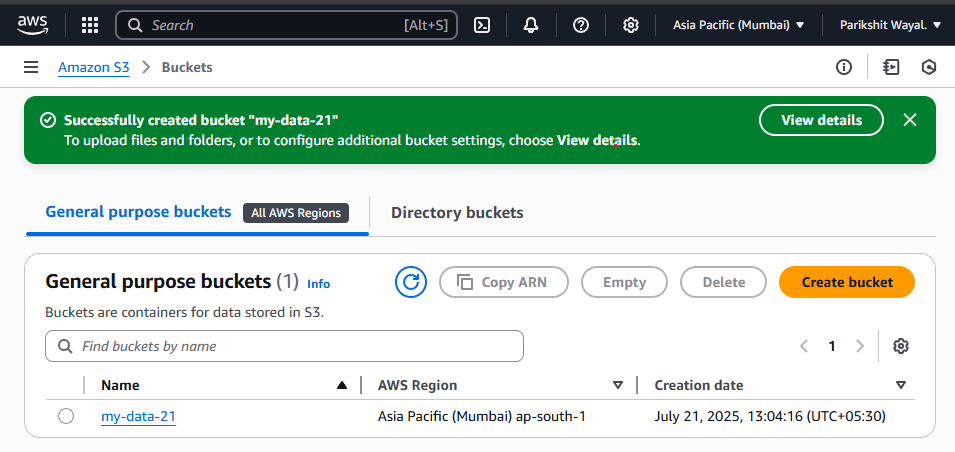 aws Search [Alt+S] Asia Pacific (Mumbai) Parikshit Wayal.
Amazon S3 Buckets
Successfully created bucket "my-data-21"
To upload files and folders, or to configure additional bucket settings, choose View details.
View details
General purpose buckets All AWS Regions Directory buckets
General purpose buckets (1) Info Copy ARN Empty Delete Create bucket
Buckets are containers for data stored in S3.
Find buckets by name 1
Name AWS Region Creation date
my-data-21 Asia Pacific (Mumbai) ap-south-1 July 21, 2025, 13:04:16 (UTC+05:30)